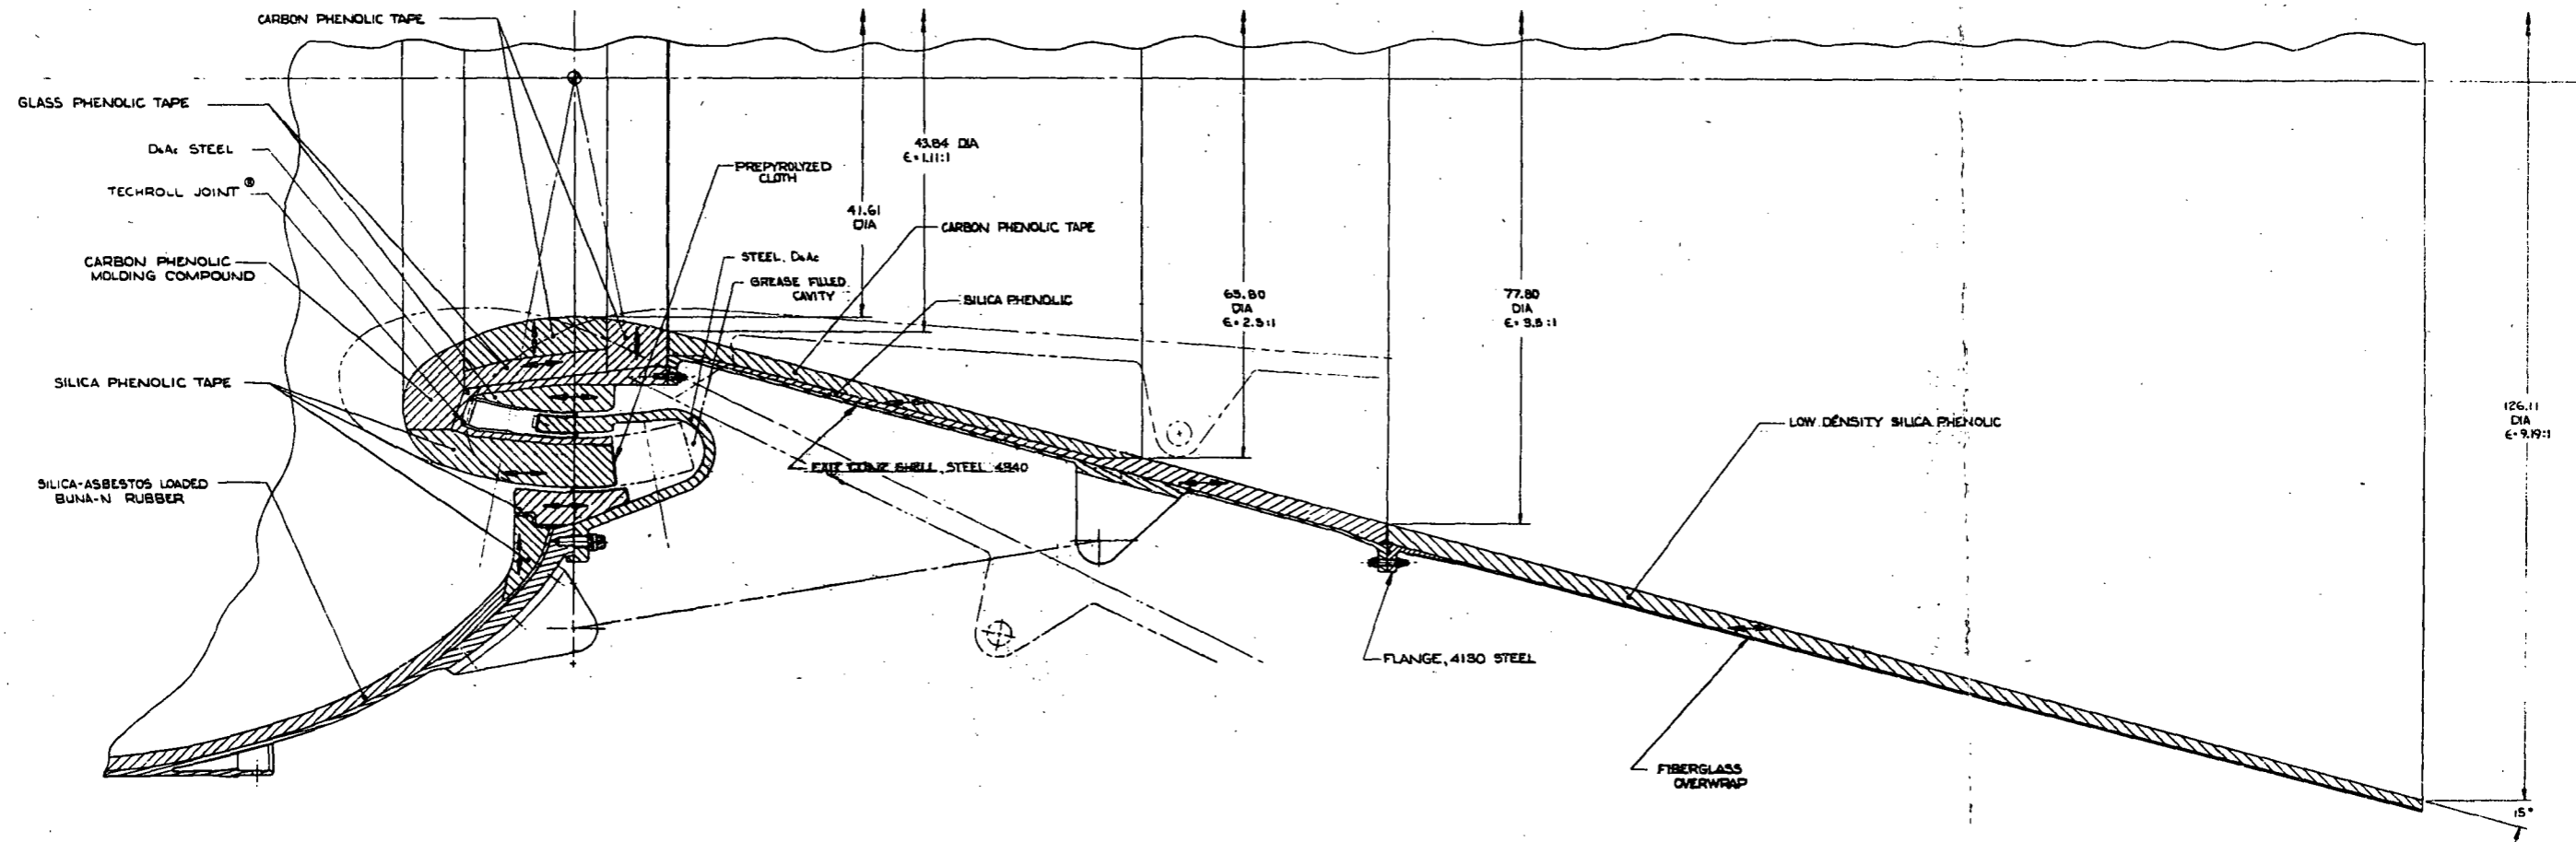 CARBON PHENOLIC TAPE
GLASS PHENOLIC TAPE
D6AC STEEL
TECHROLL JOINT ®
CARBON PHENOLIC
MOLDING COMPOUND
SILICA PHENOLIC TAPE
SILICA-ASBESTOS LOADED
BUNA-N RUBBER
PREPYROLYZED
CLOTH
STEEL, D6AC
GREASE FILLED
CAVITY
41.61
DIA
43.84 DIA
ε=1.11:1
CARBON PHENOLIC TAPE
SILICA PHENOLIC
EXIT CONE SHELL, STEEL 4340
65.80
DIA
ε=2.5:1
77.80
DIA
ε=3.5:1
FLANGE, 4130 STEEL
LOW DENSITY SILICA PHENOLIC
FIBERGLASS
OVERWRAP
126.11
DIA
ε=9.19:1
15°